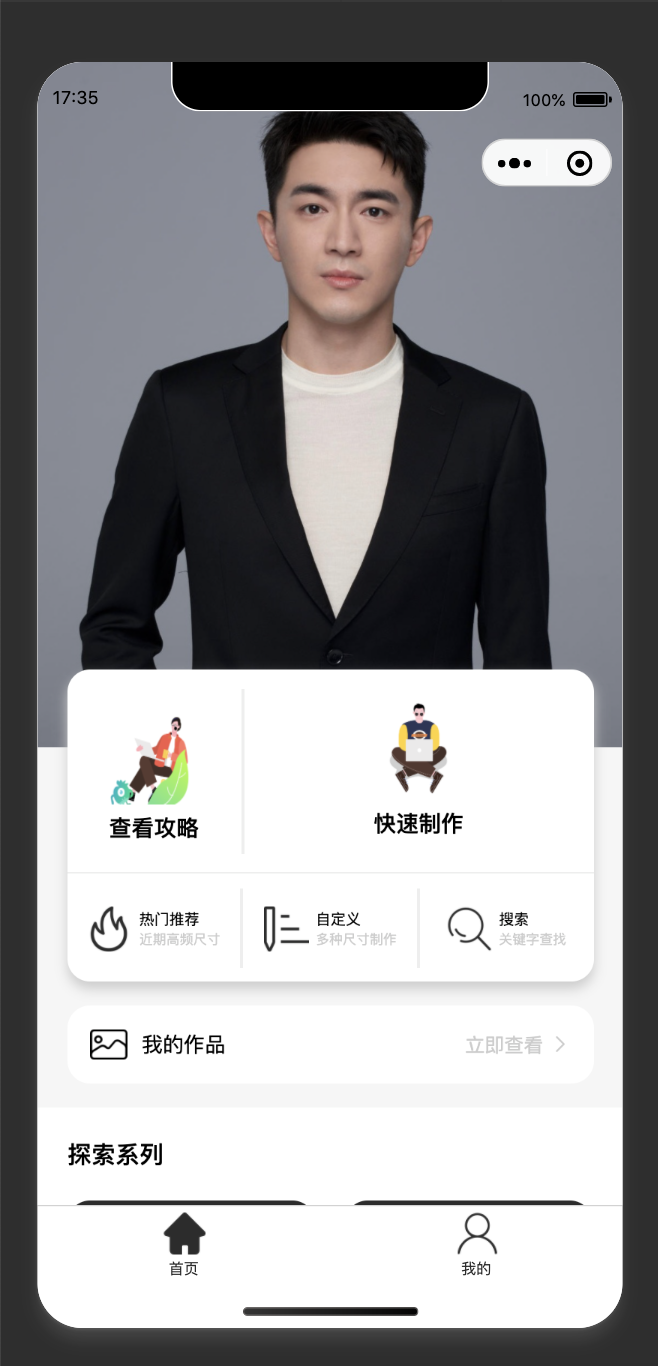 17:35
100%
查看攻略
快速制作
热门推荐
近期高频尺寸
自定义
多种尺寸制作
搜索
关键字查找
我的作品
立即查看
探索系列
首页
我的